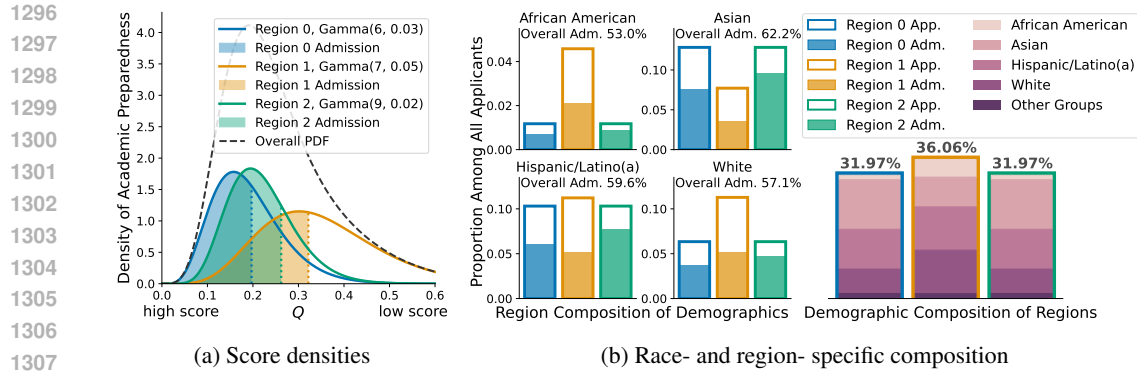 1296
1297
1298
1299
1300
1301
1302
1303
1304
1305
1306
1307
Density of Academic Preparedness
4.0
3.5
3.0
2.5
2.0
1.5
1.0
0.5
0.0
Region 0, Gamma(6, 0.03)
Region 0 Admission
Region 1, Gamma(7, 0.05)
Region 1 Admission
Region 2, Gamma(9, 0.02)
Region 2 Admission
Overall PDF
0.0 0.1 0.2 0.3 0.4 0.5 0.6
high score Q low score
(a) Score densities
Proportion Among All Applicants
African American
Overall Adm. 53.0%
0.04
0.02
0.00
Asian
Overall Adm. 62.2%
0.10
0.05
0.00
Hispanic/Latino(a)
Overall Adm. 59.6%
0.10
0.05
0.00
White
Overall Adm. 57.1%
0.10
0.05
0.00
Region Composition of Demographics
Region 0 App.
Region 0 Adm.
Region 1 App.
Region 1 Adm.
Region 2 App.
Region 2 Adm.
African American
Asian
Hispanic/Latino(a)
White
Other Groups
31.97% 36.06% 31.97%
Demographic Composition of Regions
(b) Race- and region- specific composition